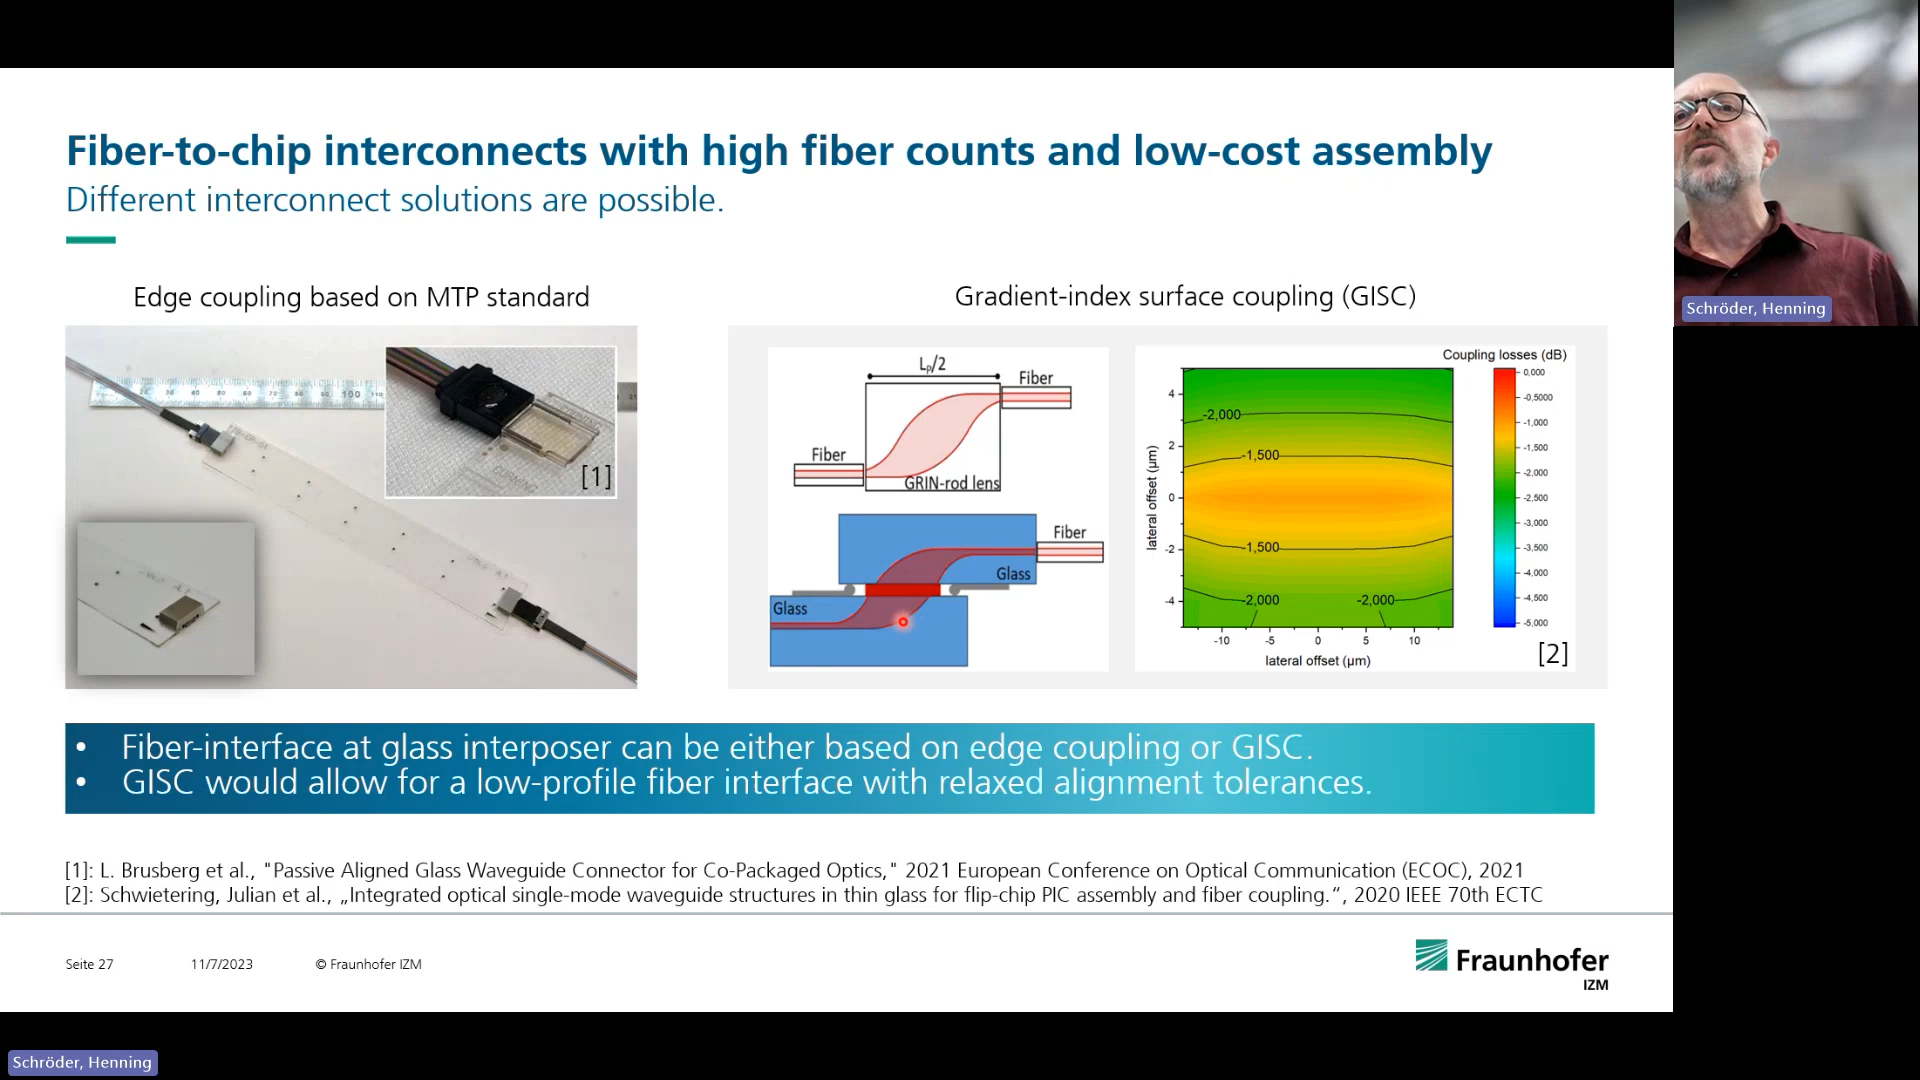 Fiber-to-chip interconnects with high fiber counts and low-cost assembly
Different interconnect solutions are possible.
Schröder, Henning
Edge coupling based on MTP standard
Gradient-index surface coupling (GISC)
100
CORNING
[1]
Lp/2
Fiber
Fiber
GRIN-rod lens
Fiber
Glass
Glass
Coupling losses (dB)
0,000
-0,5000
-1,000
-1,500
-2,000
-2,500
-3,000
-3,500
-4,000
-4,500
-5,000
lateral offset (µm)
4
2
0
-2
-4
-2,000
-1,500
-1,500
-2,000
-2,000
-10
-5
0
5
10
lateral offset (µm)
[2]
• Fiber-interface at glass interposer can be either based on edge coupling or GISC.
• GISC would allow for a low-profile fiber interface with relaxed alignment tolerances.
[1]: L. Brusberg et al., "Passive Aligned Glass Waveguide Connector for Co-Packaged Optics," 2021 European Conference on Optical Communication (ECOC), 2021
[2]: Schwietering, Julian et al., „Integrated optical single-mode waveguide structures in thin glass for flip-chip PIC assembly and fiber coupling.“, 2020 IEEE 70th ECTC
Seite 27
11/7/2023
© Fraunhofer IZM
Fraunhofer
IZM
Schröder, Henning